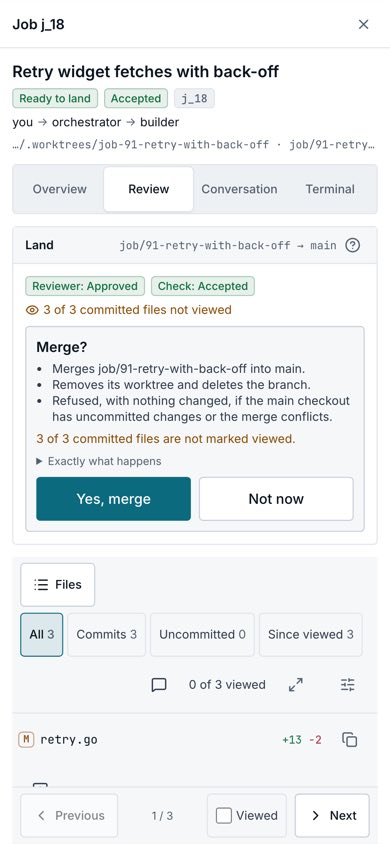 Job j_18
Retry widget fetches with back-off
Ready to land Accepted j_18
you → orchestrator → builder
…/.worktrees/job-91-retry-with-back-off · job/91-retry…
Overview Review Conversation Terminal
Land job/91-retry-with-back-off → main
Reviewer: Approved Check: Accepted
3 of 3 committed files not viewed
Merge?
• Merges job/91-retry-with-back-off into main.
• Removes its worktree and deletes the branch.
• Refused, with nothing changed, if the main checkout
has uncommitted changes or the merge conflicts.
3 of 3 committed files are not marked viewed.
Exactly what happens
Yes, merge Not now
Files
All 3 Commits 3 Uncommitted 0 Since viewed 3
0 of 3 viewed
M retry.go +13 -2
Previous 1 / 3 Viewed Next